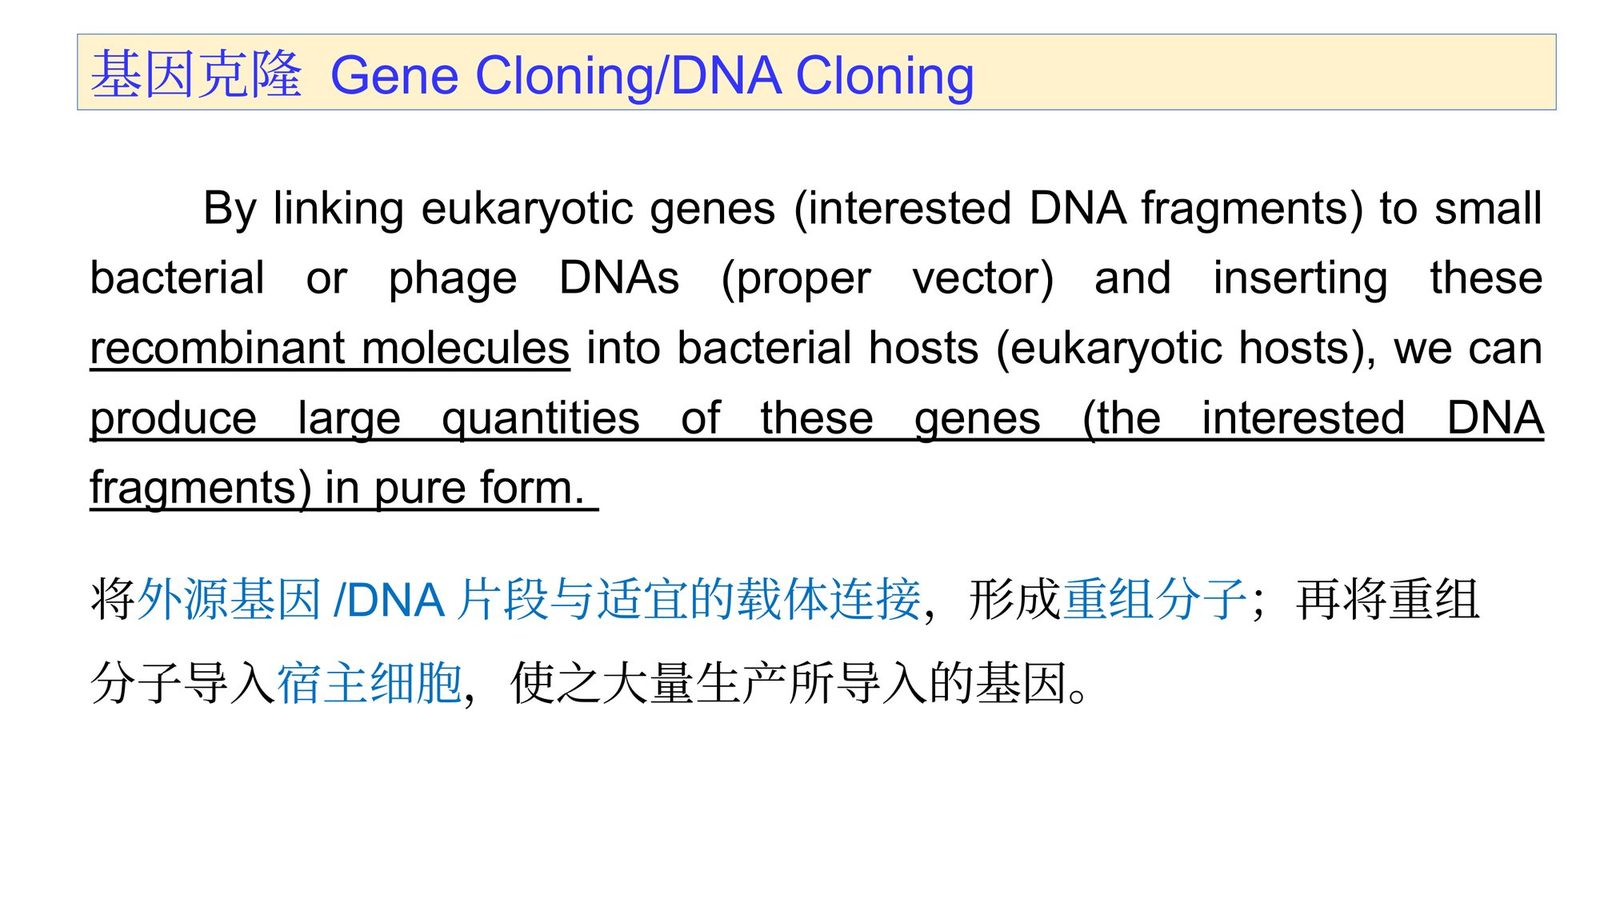 基因克隆 Gene Cloning/DNA Cloning
By linking eukaryotic genes (interested DNA fragments) to small
bacterial or phage DNAs (proper vector) and inserting these
recombinant molecules into bacterial hosts (eukaryotic hosts), we can
produce large quantities of these genes (the interested DNA
fragments) in pure form.
将外源基因 /DNA 片段与适宜的载体连接，形成重组分子；再将重组
分子导入宿主细胞，使之大量生产所导入的基因。